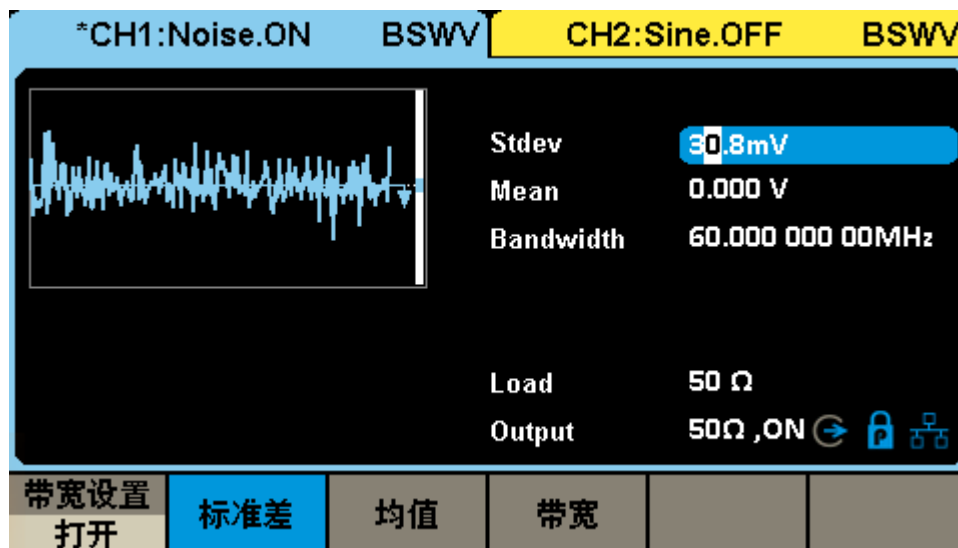 *CH1:Noise.ON BSWV CH2:Sine.OFF BSWV
Stdev 30.8mV
Mean 0.000 V
Bandwidth 60.000 000 00MHz
Load 50 Ω
Output 50Ω ,ON P
带宽设置 标准差 均值 带宽
打开